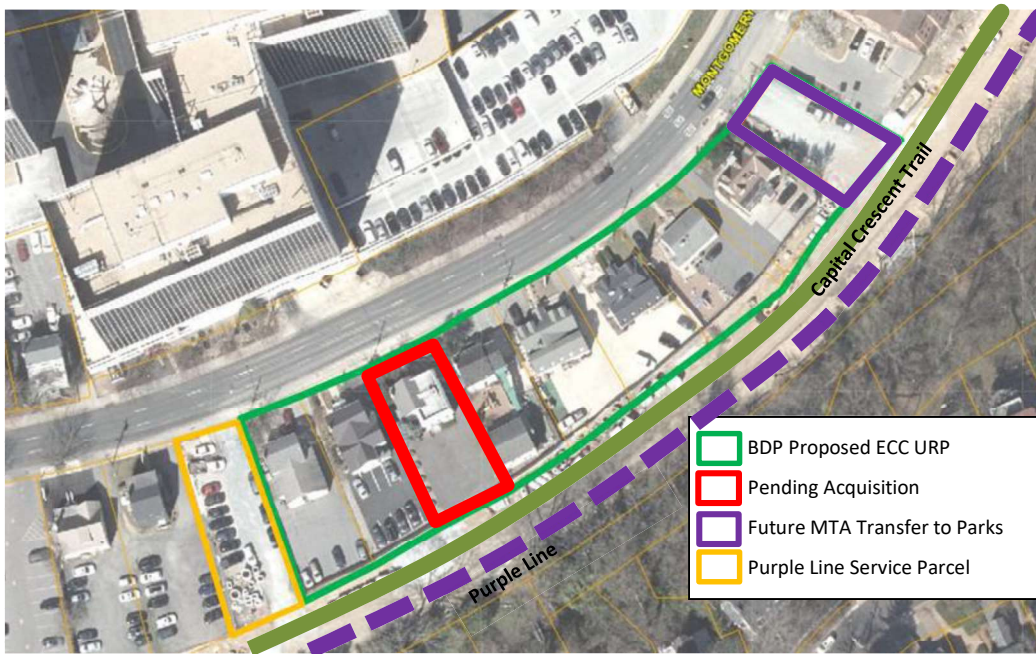 MONTGOMERY
Capital Crescent Trail
Purple Line
BDP Proposed ECC URP
Pending Acquisition
Future MTA Transfer to Parks
Purple Line Service Parcel